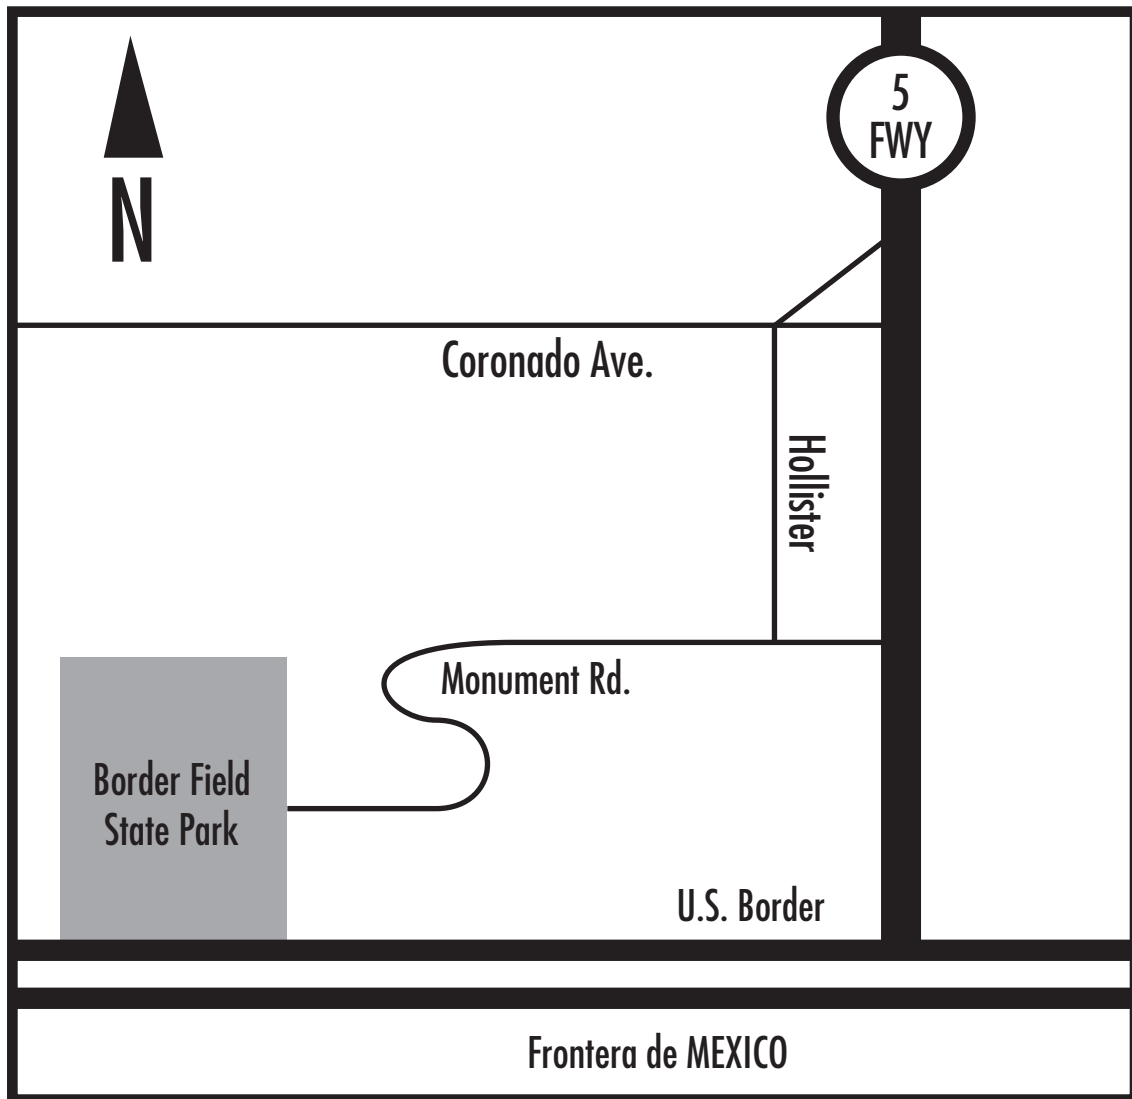 5
FWY
N
Coronado Ave.
Hollister
Monument Rd.
Border Field
State Park
U.S. Border
Frontera de MEXICO